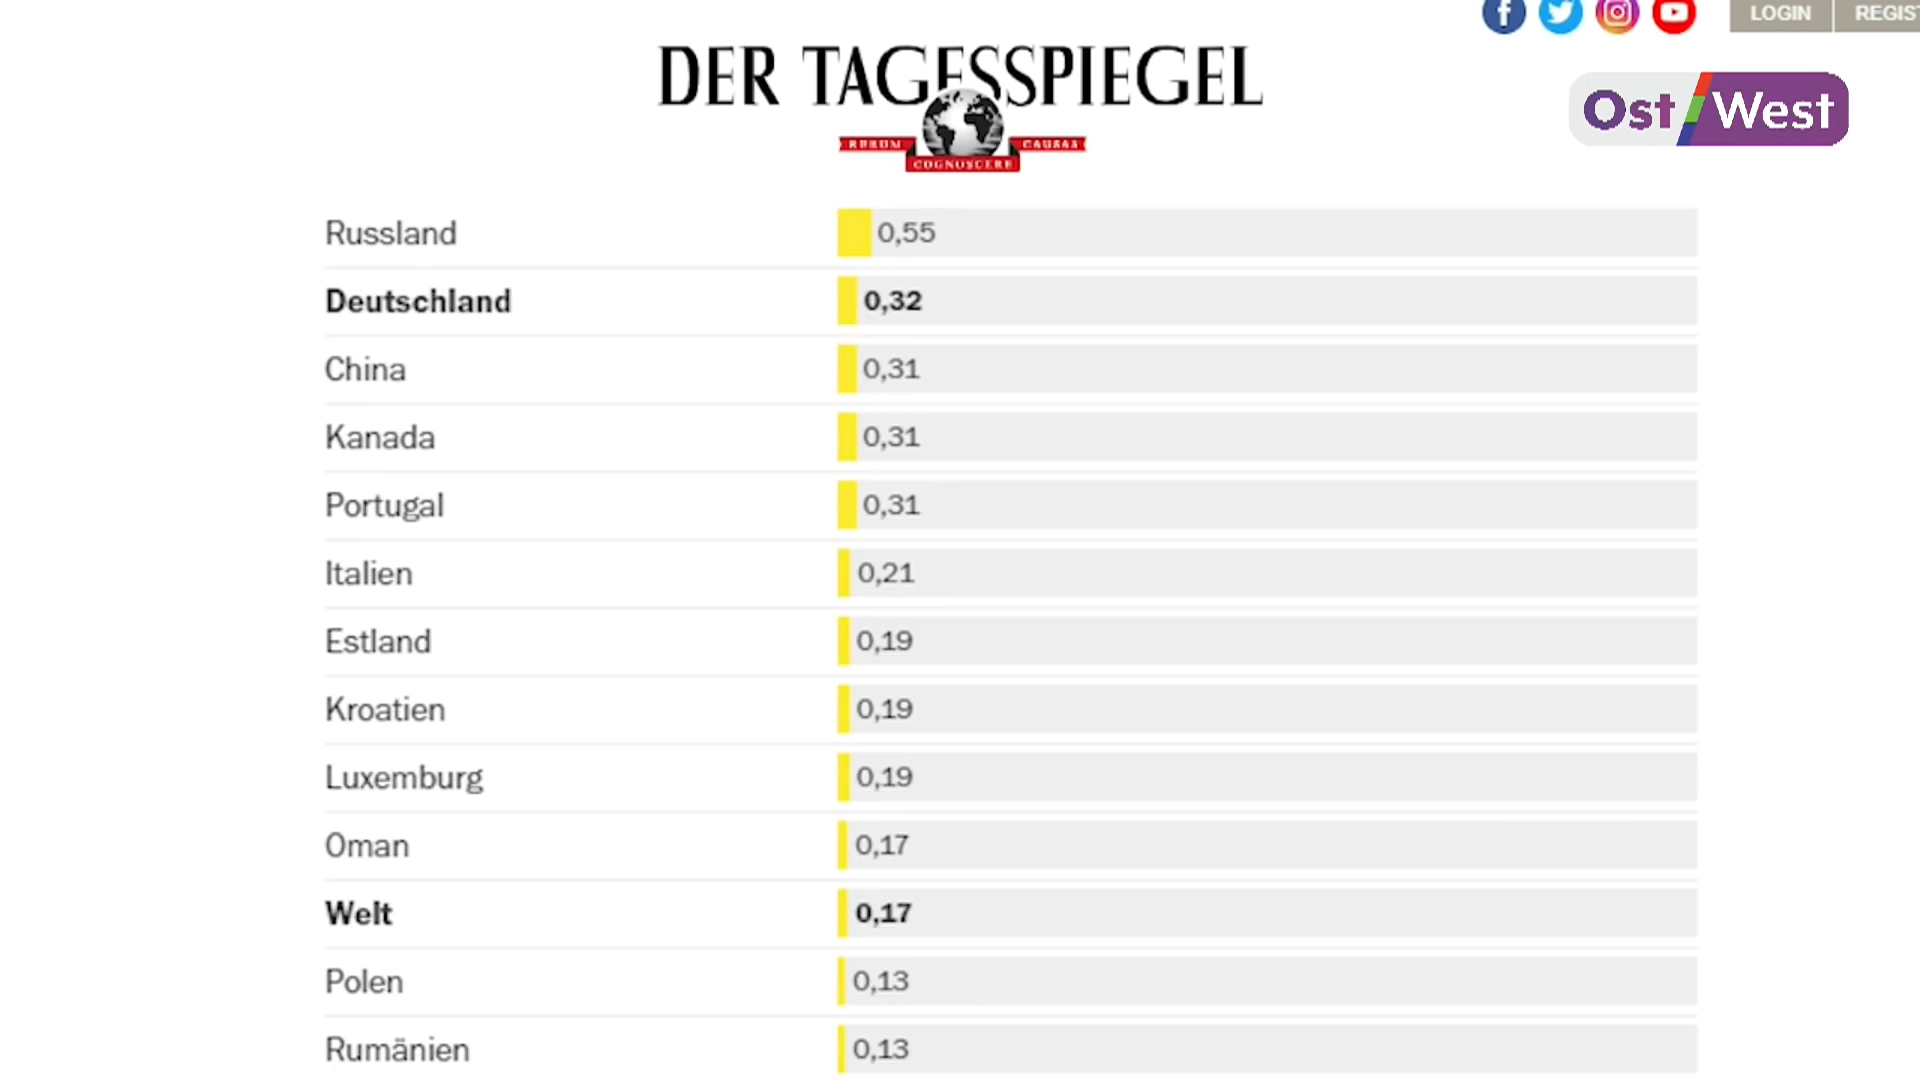 LOGIN
DER TAGESSPIEGEL
Ost West
RERUM CAUSAS
COGNOSCERE
Russland 0,55
Deutschland 0,32
China 0,31
Kanada 0,31
Portugal 0,31
Italien 0,21
Estland 0,19
Kroatien 0,19
Luxemburg 0,19
Oman 0,17
Welt 0,17
Polen 0,13
Rumänien 0,13